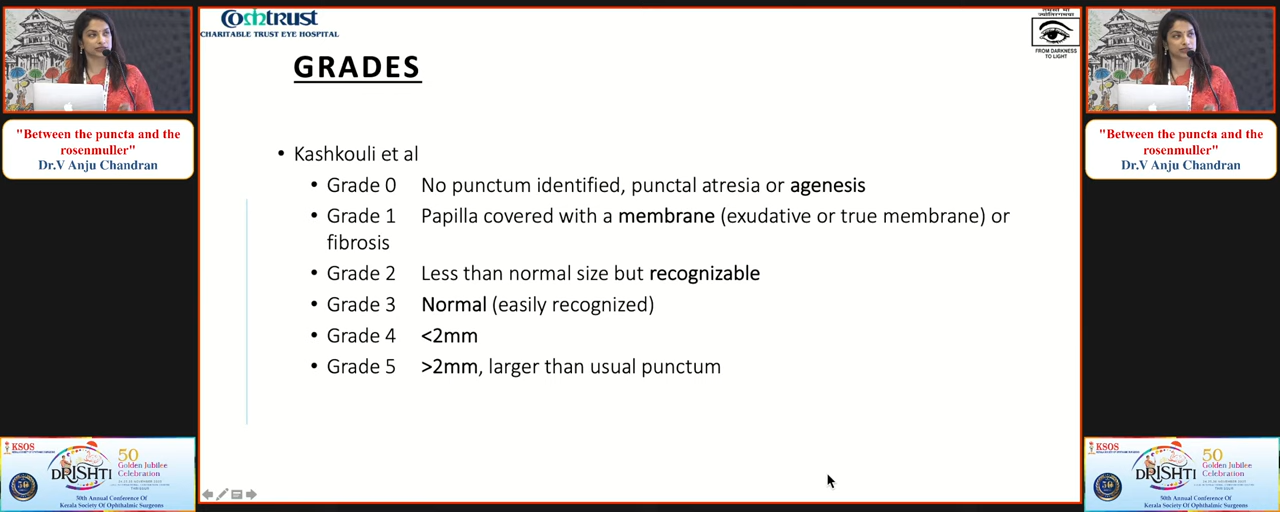 Comtrust
CHARITABLE TRUST EYE HOSPITAL
FROM DARKNESS
TO LIGHT
GRADES
• Kashkouli et al
• Grade 0 No punctum identified, punctal atresia or agenesis
• Grade 1 Papilla covered with a membrane (exudative or true membrane) or
fibrosis
• Grade 2 Less than normal size but recognizable
• Grade 3 Normal (easily recognized)
• Grade 4 <2mm
• Grade 5 >2mm, larger than usual punctum
"Between the puncta and the
rosenmuller"
Dr.V Anju Chandran
KSOS
50
Golden Jubilee
Celebration
DRISHTI
50th Annual Conference Of
Kerala Society Of Ophthalmic Surgeons
"Between the puncta and the
rosenmuller"
Dr.V Anju Chandran
KSOS
50
Golden Jubilee
Celebration
DRISHTI
50th Annual Conference Of
Kerala Society Of Ophthalmic Surgeons